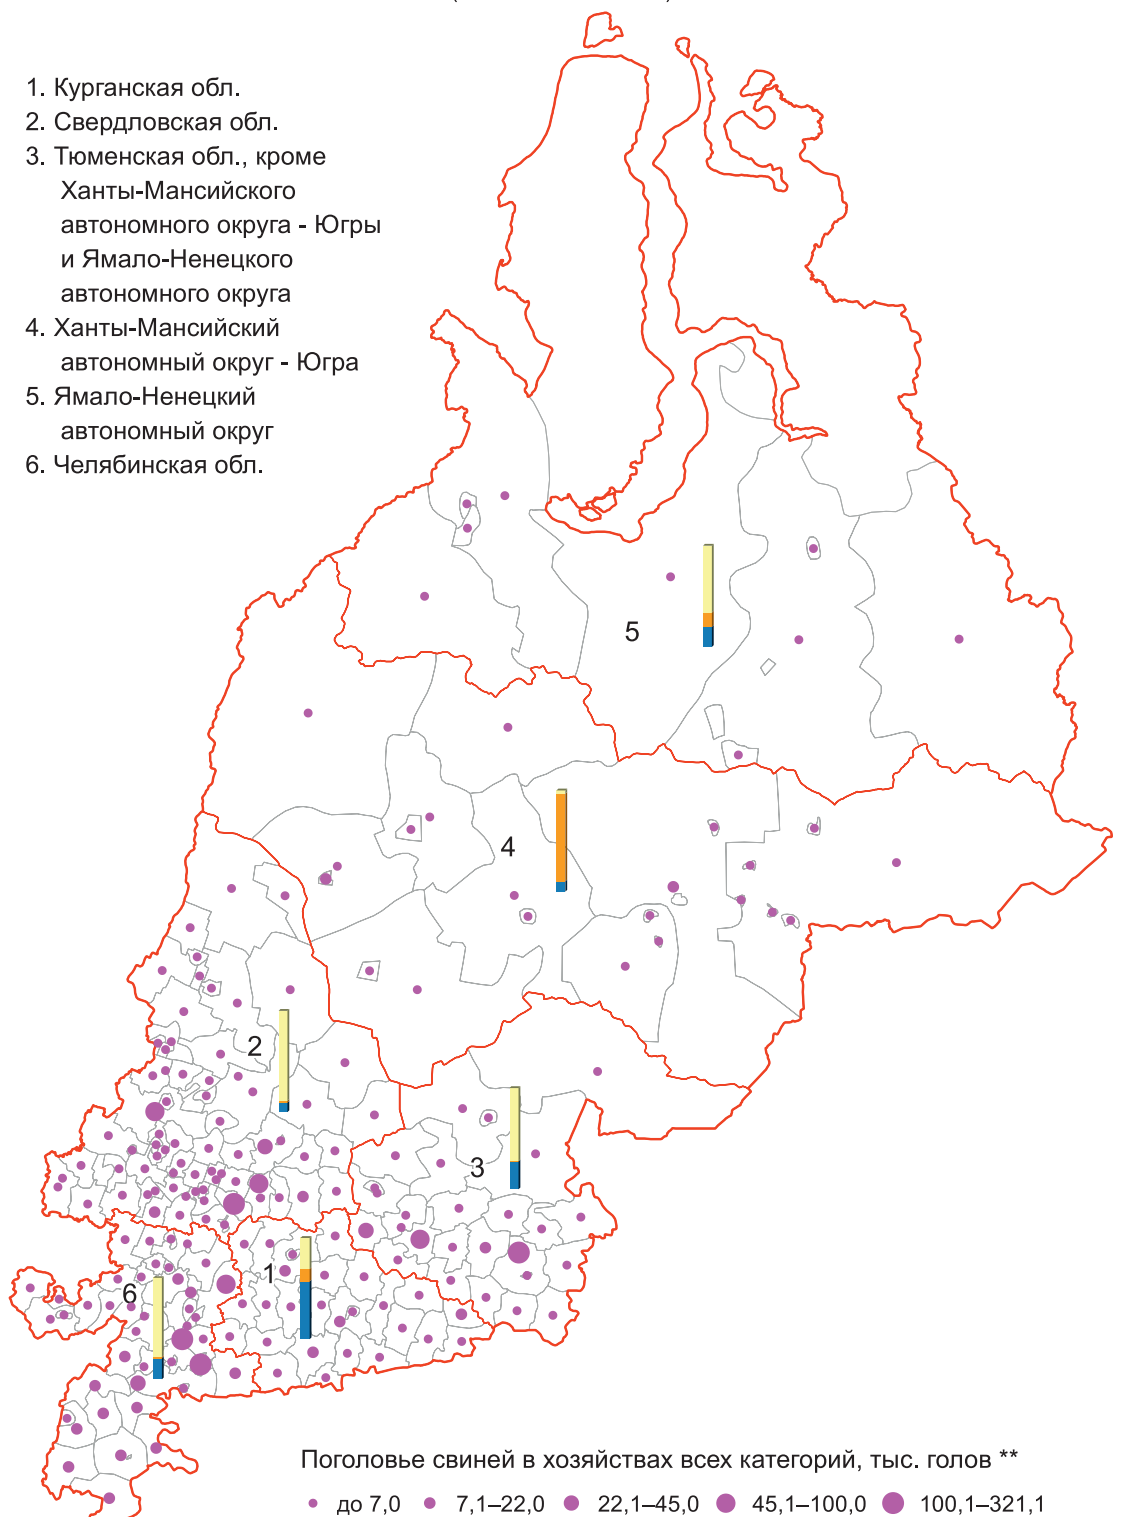 1. Курганская обл.
2. Свердловская обл.
3. Тюменская обл., кроме
Ханты-Мансийского
автономного округа - Югры
и Ямало-Ненецкого
автономного округа
4. Ханты-Мансийский
автономный округ - Югра
5. Ямало-Ненецкий
автономный округ
6. Челябинская обл.
5
4
2
3
1
6
Поголовье свиней в хозяйствах всех категорий, тыс. голов **
до 7,0 7,1–22,0 22,1–45,0 45,1–100,0 100,1–321,1